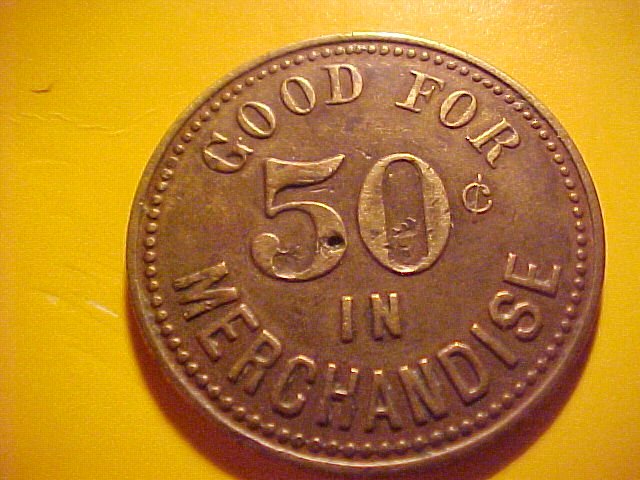 GOOD FOR
50¢
IN
MERCHANDISE